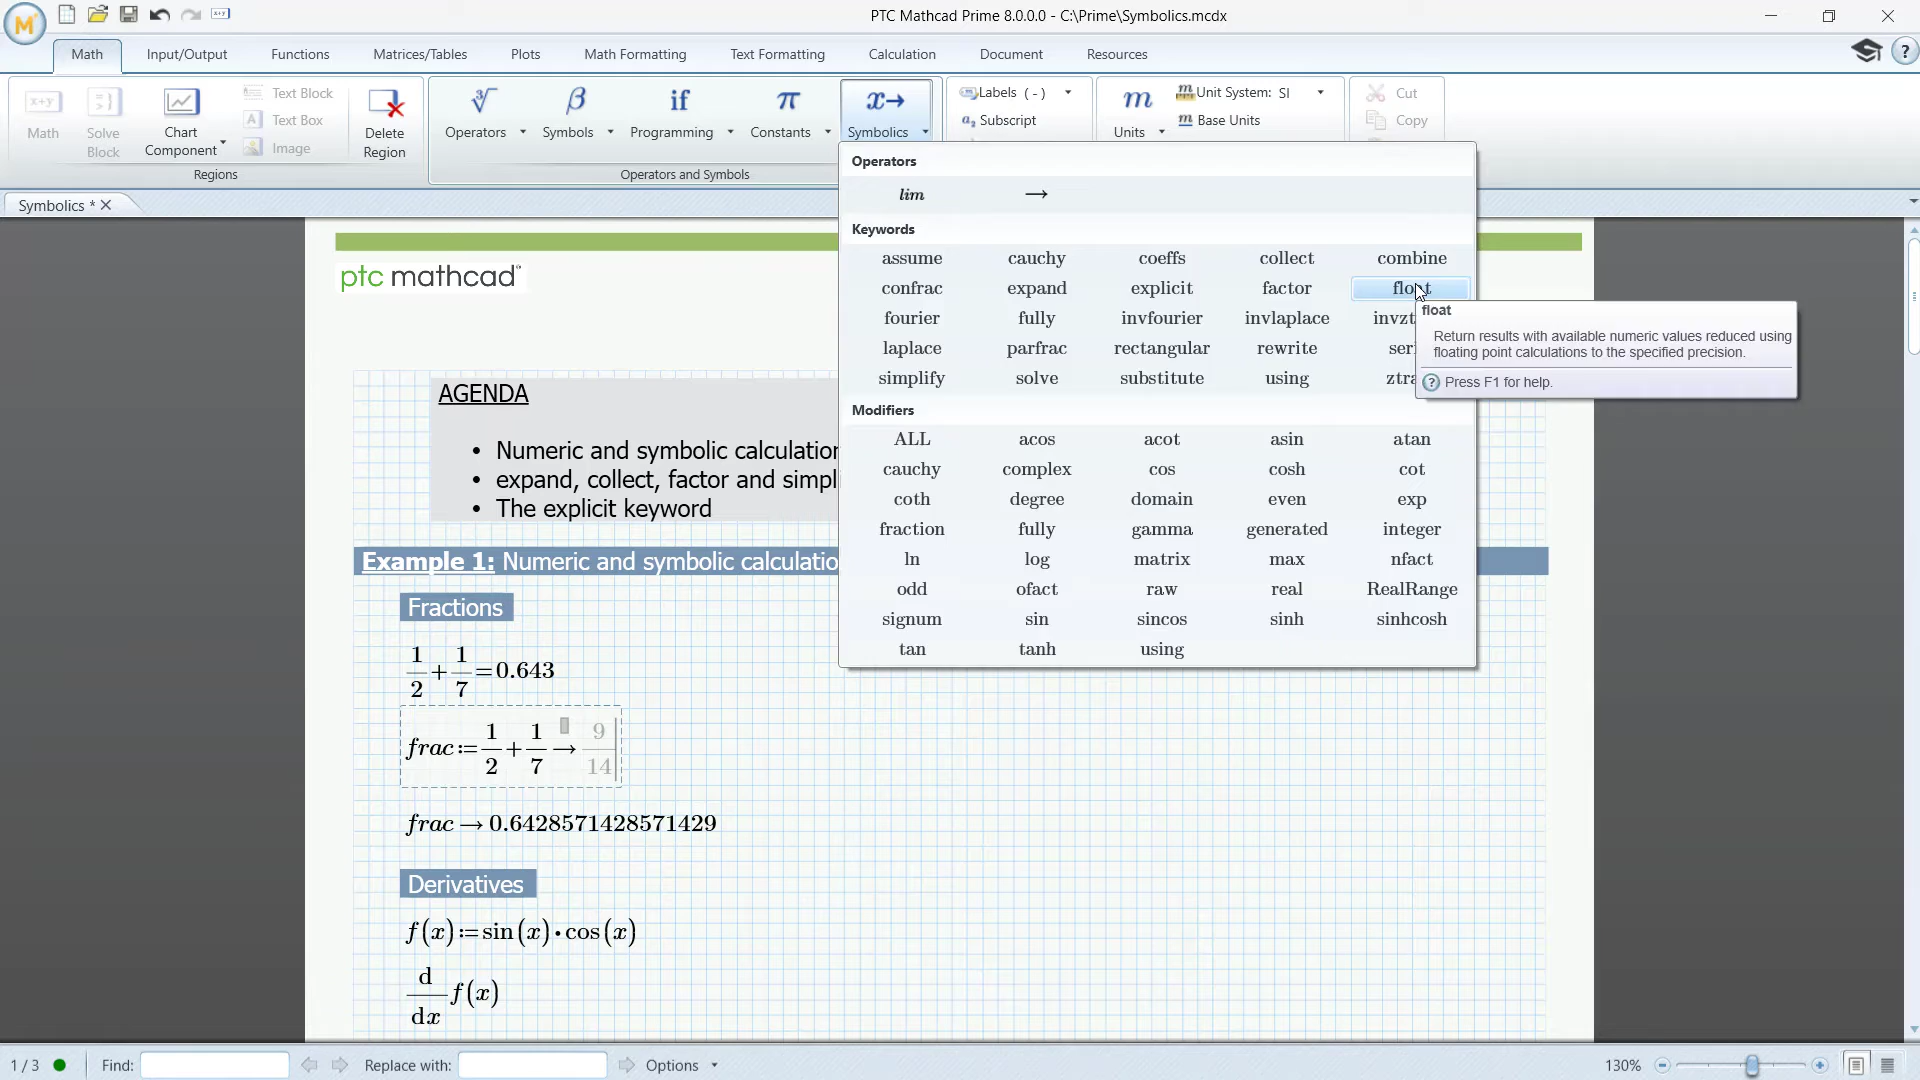 PTC Mathcad Prime 8.0.0.0 - C:\Prime\Symbolics.mcdx
Math Input/Output Functions Matrices/Tables Plots Math Formatting Text Formatting Calculation Document Resources
Math
Solve Block
Chart Component
Text Block
Text Box
Image
Delete Region
Regions
Operators
Symbols
if Programming
π Constants
x→ Symbolics
Operators and Symbols
Labels ( - )
Subscript
m Units
Unit System: SI
Base Units
Cut
Copy
Symbolics *
Operators
lim →
Keywords
assume cauchy coeffs collect combine
confrac expand explicit factor float
fourier fully invfourier invlaplace
laplace parfrac rectangular rewrite
simplify solve substitute using
float
Return results with available numeric values reduced using
floating point calculations to the specified precision.
Press F1 for help.
Modifiers
ALL acos acot asin atan
cauchy complex cos cosh cot
coth degree domain even exp
fraction fully gamma generated integer
ln log matrix max nfact
odd ofact raw real RealRange
signum sin sincos sinh sinhcosh
tan tanh using
ptc mathcad®
AGENDA
• Numeric and symbolic calculation
• expand, collect, factor and simpli
• The explicit keyword
Example 1: Numeric and symbolic calculatio
Fractions
1/2 + 1/7 = 0.643
frac := 1/2 + 1/7 → 9/14
frac → 0.6428571428571429
Derivatives
f(x) := sin(x) • cos(x)
d/dx f(x)
1 / 3 Find: Replace with: Options 130%